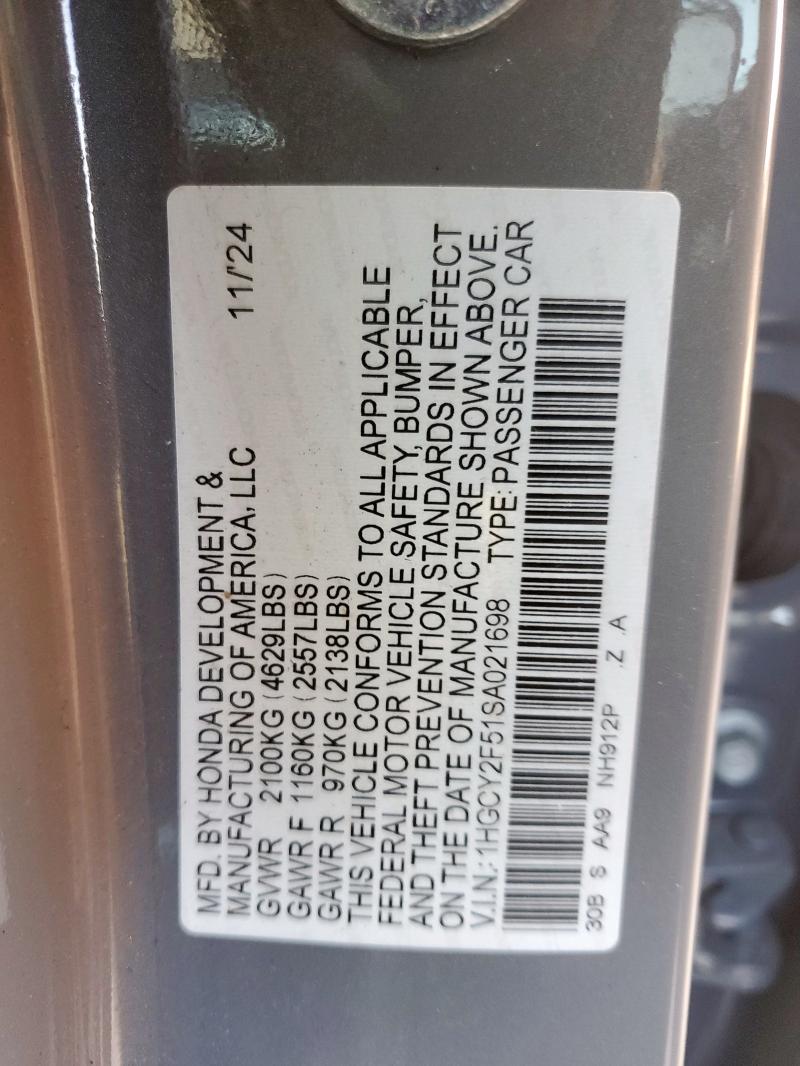 MFD. BY HONDA DEVELOPMENT &
MANUFACTURING OF AMERICA, LLC 11/'24
GVWR 2100KG (4629LBS)
GAWR F 1160KG (2557LBS)
GAWR R 970KG (2138LBS)
THIS VEHICLE CONFORMS TO ALL APPLICABLE
FEDERAL MOTOR VEHICLE SAFETY, BUMPER,
AND THEFT PREVENTION STANDARDS IN EFFECT
ON THE DATE OF MANUFACTURE SHOWN ABOVE.
V.I.N.: 1HGCY2F51SA021698 TYPE: PASSENGER CAR
30B S AA9 NH912P .Z .A